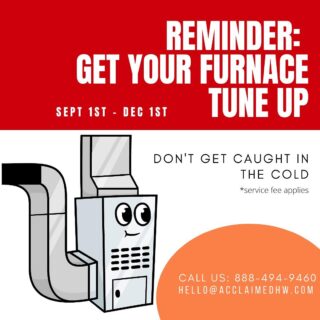 REMINDER:
GET YOUR FURNACE
TUNE UP
SEPT 1ST - DEC 1ST
DON'T GET CAUGHT IN
THE COLD
*service fee applies
CALL US: 888-494-9460
HELLO@ACCLAIMEDHW.COM